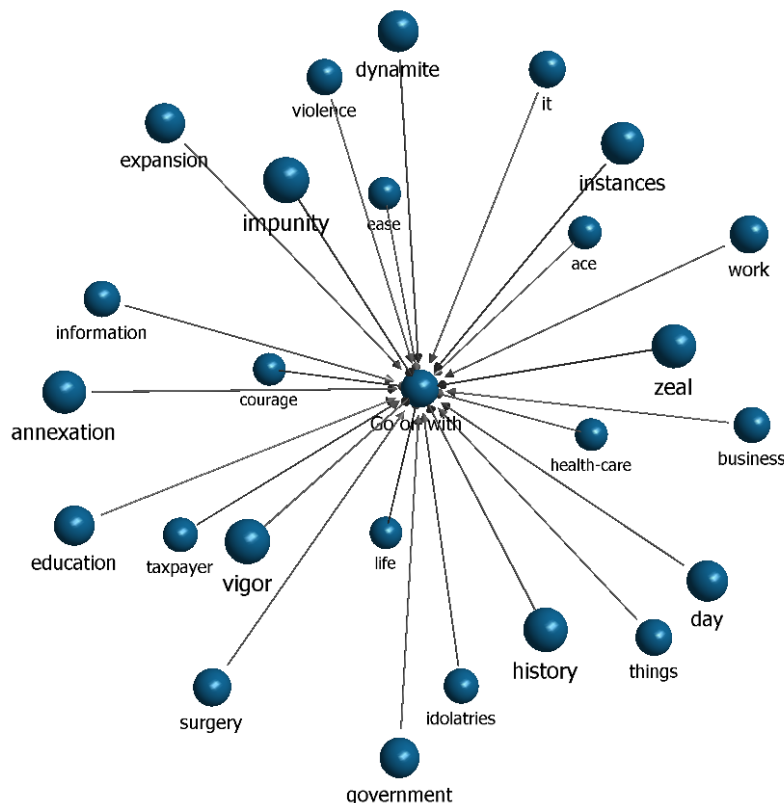 dynamite
it
violence
expansion
instances
impunity
ease
ace
work
information
zeal
courage
Go on with
annexation
business
health-care
education
taxpayer
vigor
life
day
history
things
surgery
idolatries
government